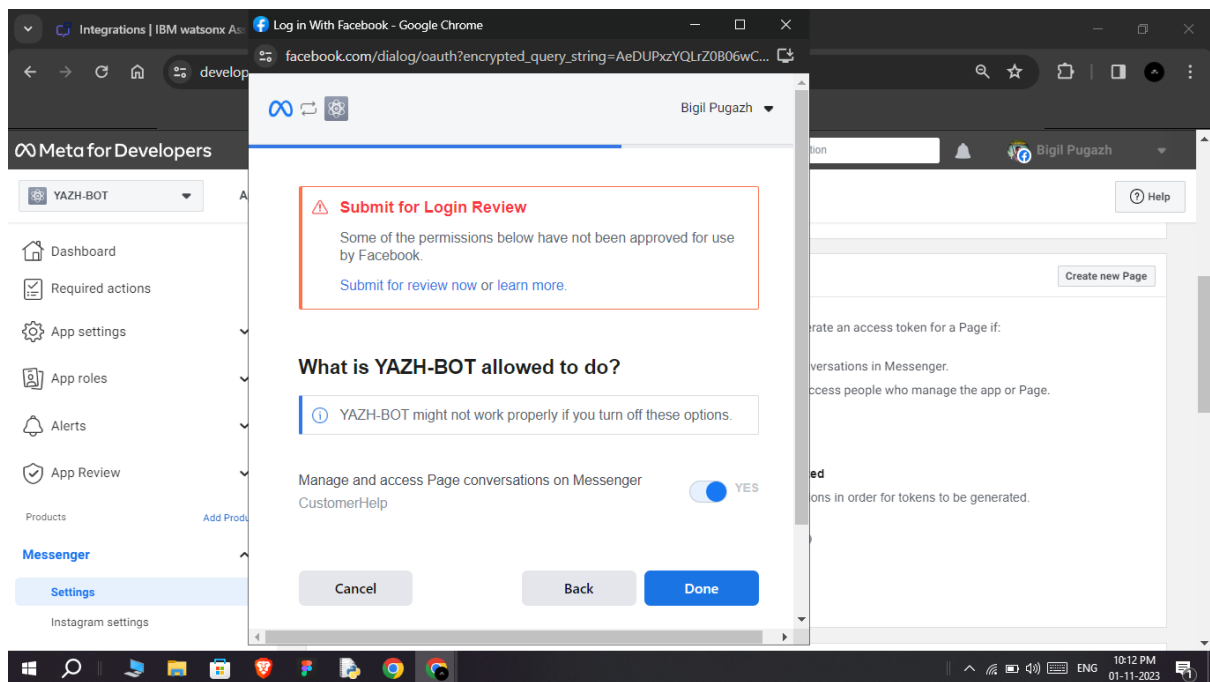 Integrations | IBM watsonx Ass
Log in With Facebook - Google Chrome
facebook.com/dialog/oauth?encrypted_query_string=AeDUPxzYQLrZ0B06wC...
develop
Bigil Pugazh
Meta for Developers
tion
Bigil Pugazh
YAZH-BOT
A
Help
Dashboard
Required actions
App settings
App roles
Alerts
App Review
Products
Add Produ
Messenger
Settings
Instagram settings
Submit for Login Review
Some of the permissions below have not been approved for use
by Facebook.
Submit for review now or learn more.
What is YAZH-BOT allowed to do?
YAZH-BOT might not work properly if you turn off these options.
Manage and access Page conversations on Messenger
CustomerHelp
YES
Cancel
Back
Done
Create new Page
erate an access token for a Page if:
versations in Messenger.
ccess people who manage the app or Page.
ed
ions in order for tokens to be generated.
ENG
10:12 PM
01-11-2023
1